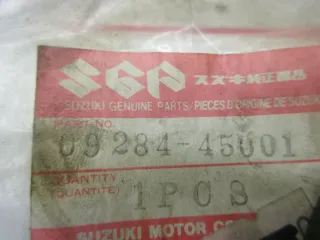 SGP スズキ純正部品
SUZUKI GENUINE PARTS/PIECES D'ORIGINE DE SUZUKI
PART NO.
09284-45001
QUANTITY
(QUANTITÉ)
1PCS
SUZUKI MOTOR CO